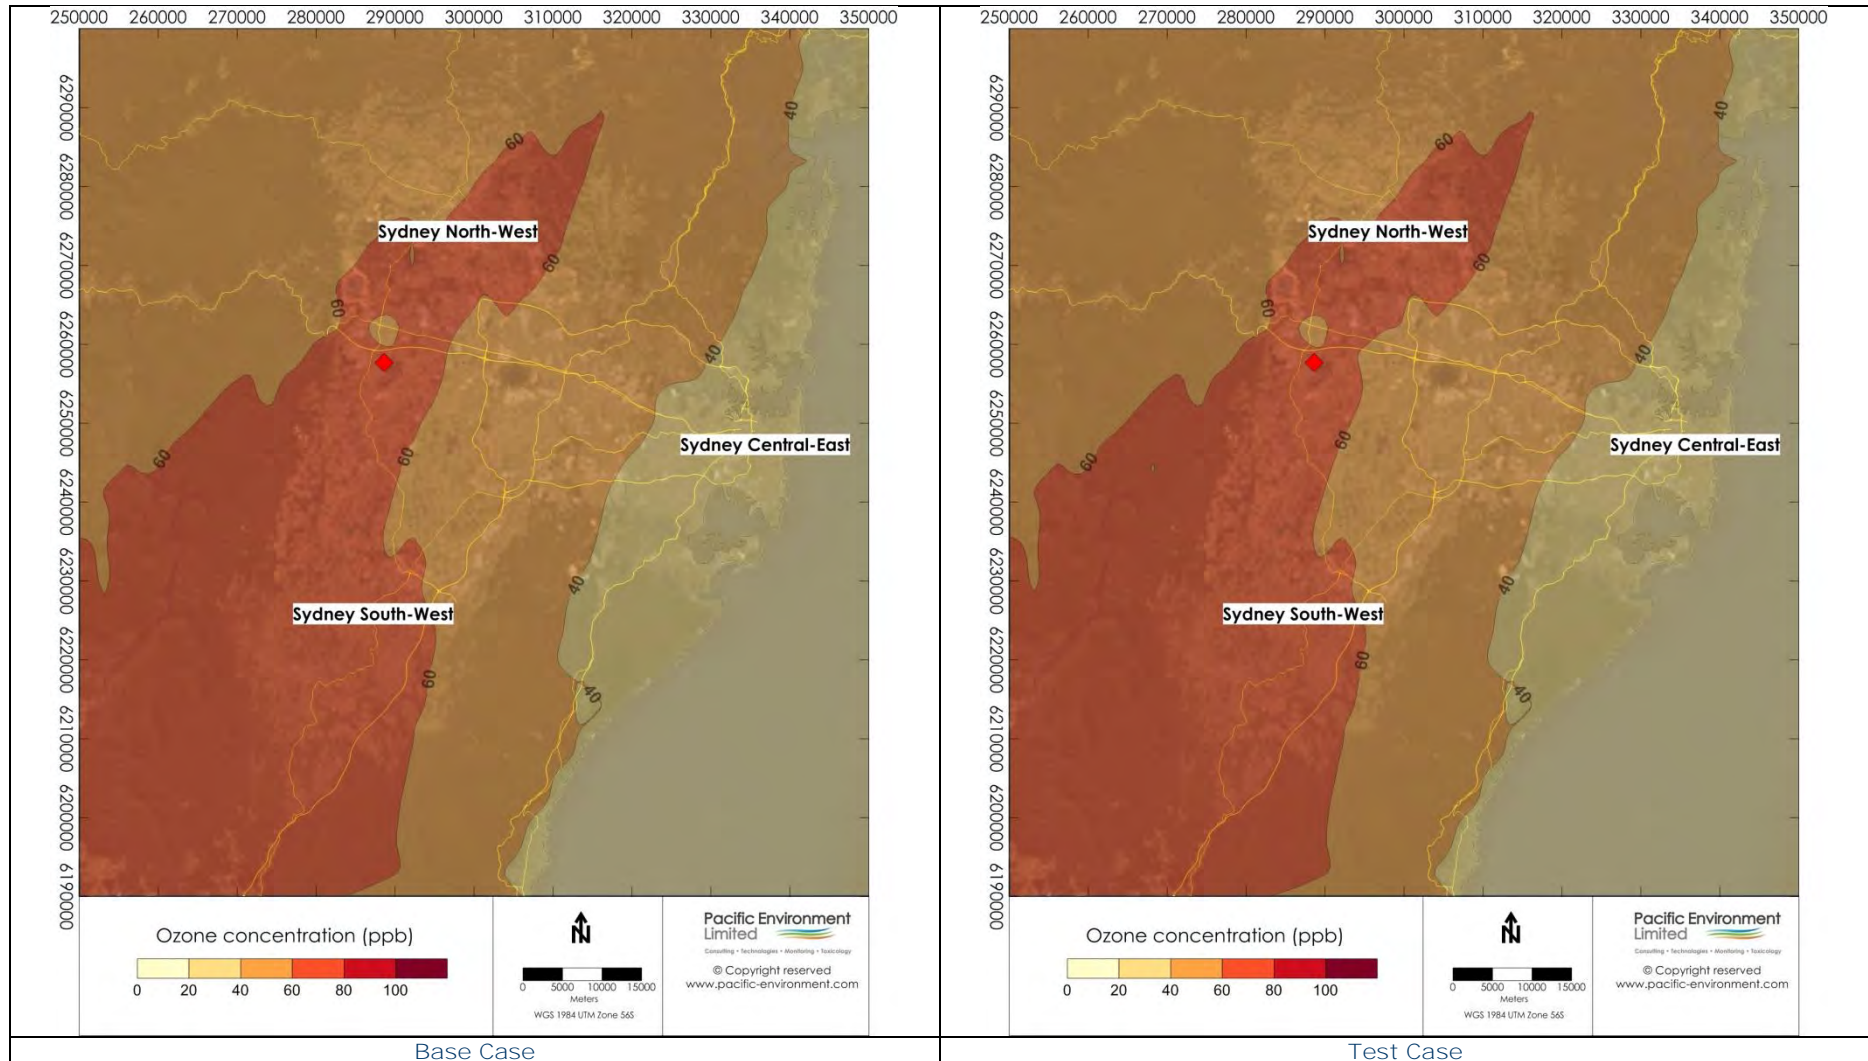 250000 260000 270000 280000 290000 300000 310000 320000 330000 340000 350000
6290000
6280000
6270000
6260000
6250000
6240000
6230000
6220000
6210000
6200000
6190000
40
60
Sydney North-West
60
60
40
60
60
Sydney Central-East
40
Sydney South-West
60
40
Ozone concentration (ppb)
0 20 40 60 80 100
N
0 5000 10000 15000
Meters
WGS 1984 UTM Zone 56S
Pacific Environment
Limited
Consulting • Technologies • Monitoring • Toxicology
© Copyright reserved
www.pacific-environment.com
Base Case
250000 260000 270000 280000 290000 300000 310000 320000 330000 340000 350000
6290000
6280000
6270000
6260000
6250000
6240000
6230000
6220000
6210000
6200000
6190000
40
60
Sydney North-West
60
60
40
60
60
Sydney Central-East
40
Sydney South-West
60
40
Ozone concentration (ppb)
0 20 40 60 80 100
N
0 5000 10000 15000
Meters
WGS 1984 UTM Zone 56S
Pacific Environment
Limited
Consulting • Technologies • Monitoring • Toxicology
© Copyright reserved
www.pacific-environment.com
Test Case